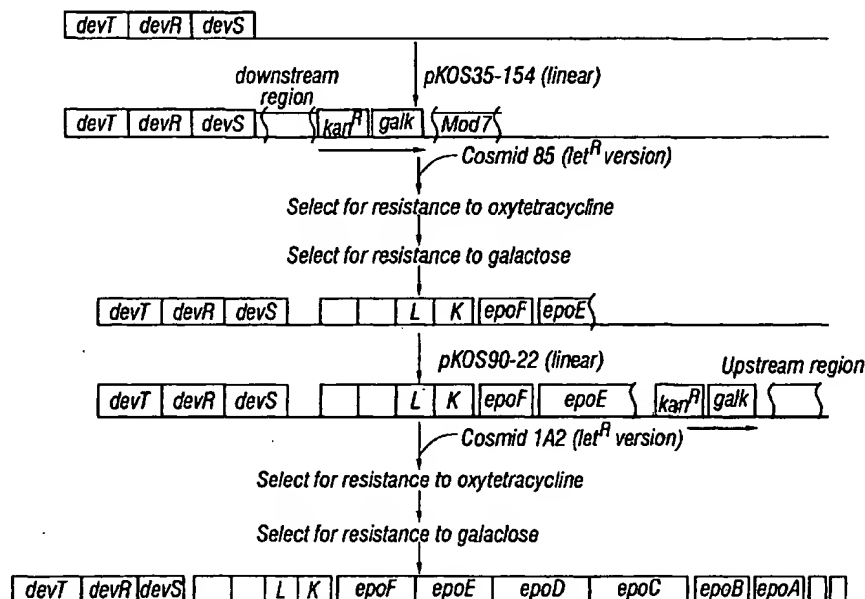 devT devR devS
pKOS35-154 (linear)
downstream
region
devT devR devS kanR galk Mod7
Cosmid 85 (letR version)
Select for resistance to oxytetracycline
Select for resistance to galactose
devT devR devS L K epoF epoE
pKOS90-22 (linear)
Upstream region
devT devR devS L K epoF epoE kanR galk
Cosmid 1A2 (letR version)
Select for resistance to oxytetracycline
Select for resistance to galaclose
devT devR devS L K epoF epoE epoD epoC epoB epoA